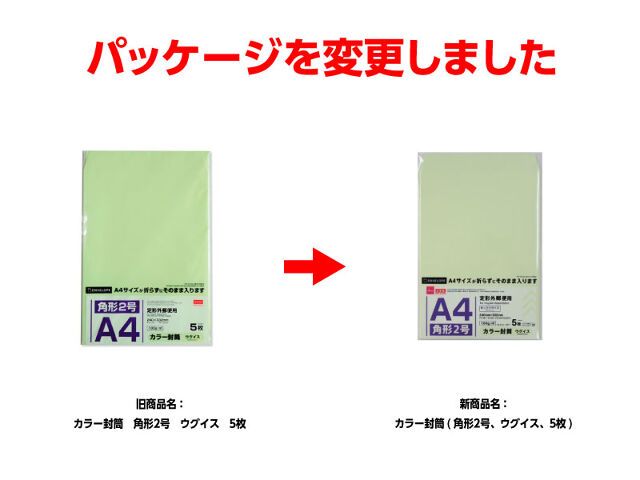 パッケージを変更しました
ENVELOPE
A4サイズが折らずにそのまま入ります
角形2号
A4
定形外郵便用
5枚
カラー封筒 ウグイス
ENVELOPE
A4サイズが折らずにそのまま入ります
A4
角形2号
定形外郵便用
5枚
カラー封筒 ウグイス
旧商品名：
カラー封筒 角形2号 ウグイス 5枚
新商品名：
カラー封筒 ( 角形2号、ウグイス、5枚 )